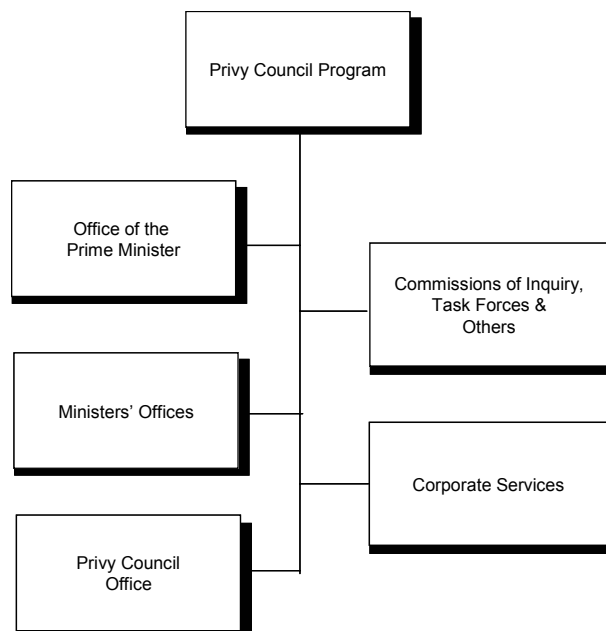 Privy Council Program
Office of the
Prime Minister
Commissions of Inquiry,
Task Forces &
Others
Ministers’ Offices
Corporate Services
Privy Council
Office